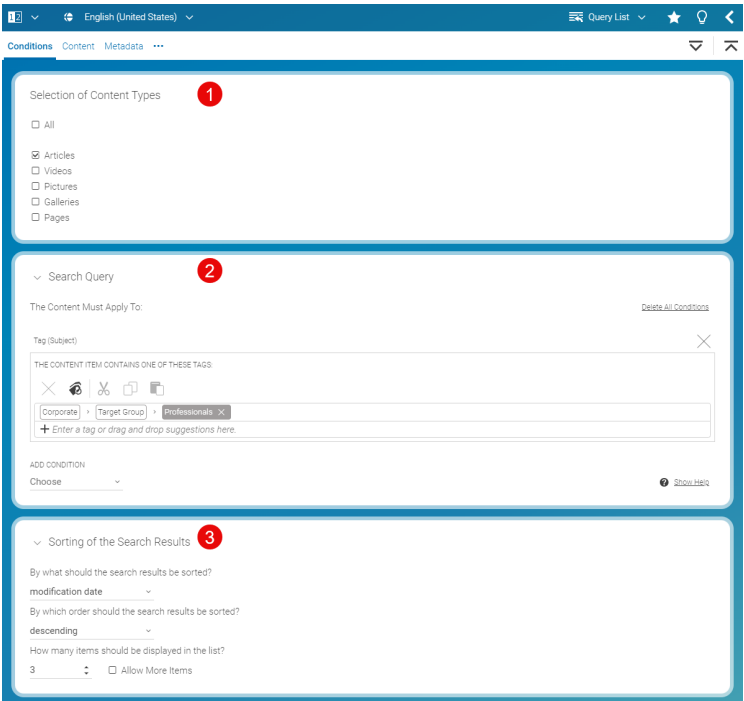 English (United States)
Query List
Conditions Content Metadata •••
Selection of Content Types 1
All
Articles
Videos
Pictures
Galleries
Pages
Search Query 2
The Content Must Apply To:
Delete All Conditions
Tag (Subject)
THE CONTENT ITEM CONTAINS ONE OF THESE TAGS:
Corporate › Target Group › Professionals ×
+ Enter a tag or drag and drop suggestions here.
ADD CONDITION
Choose
Show Help
Sorting of the Search Results 3
By what should the search results be sorted?
modification date
By which order should the search results be sorted?
descending
How many items should be displayed in the list?
3 Allow More Items